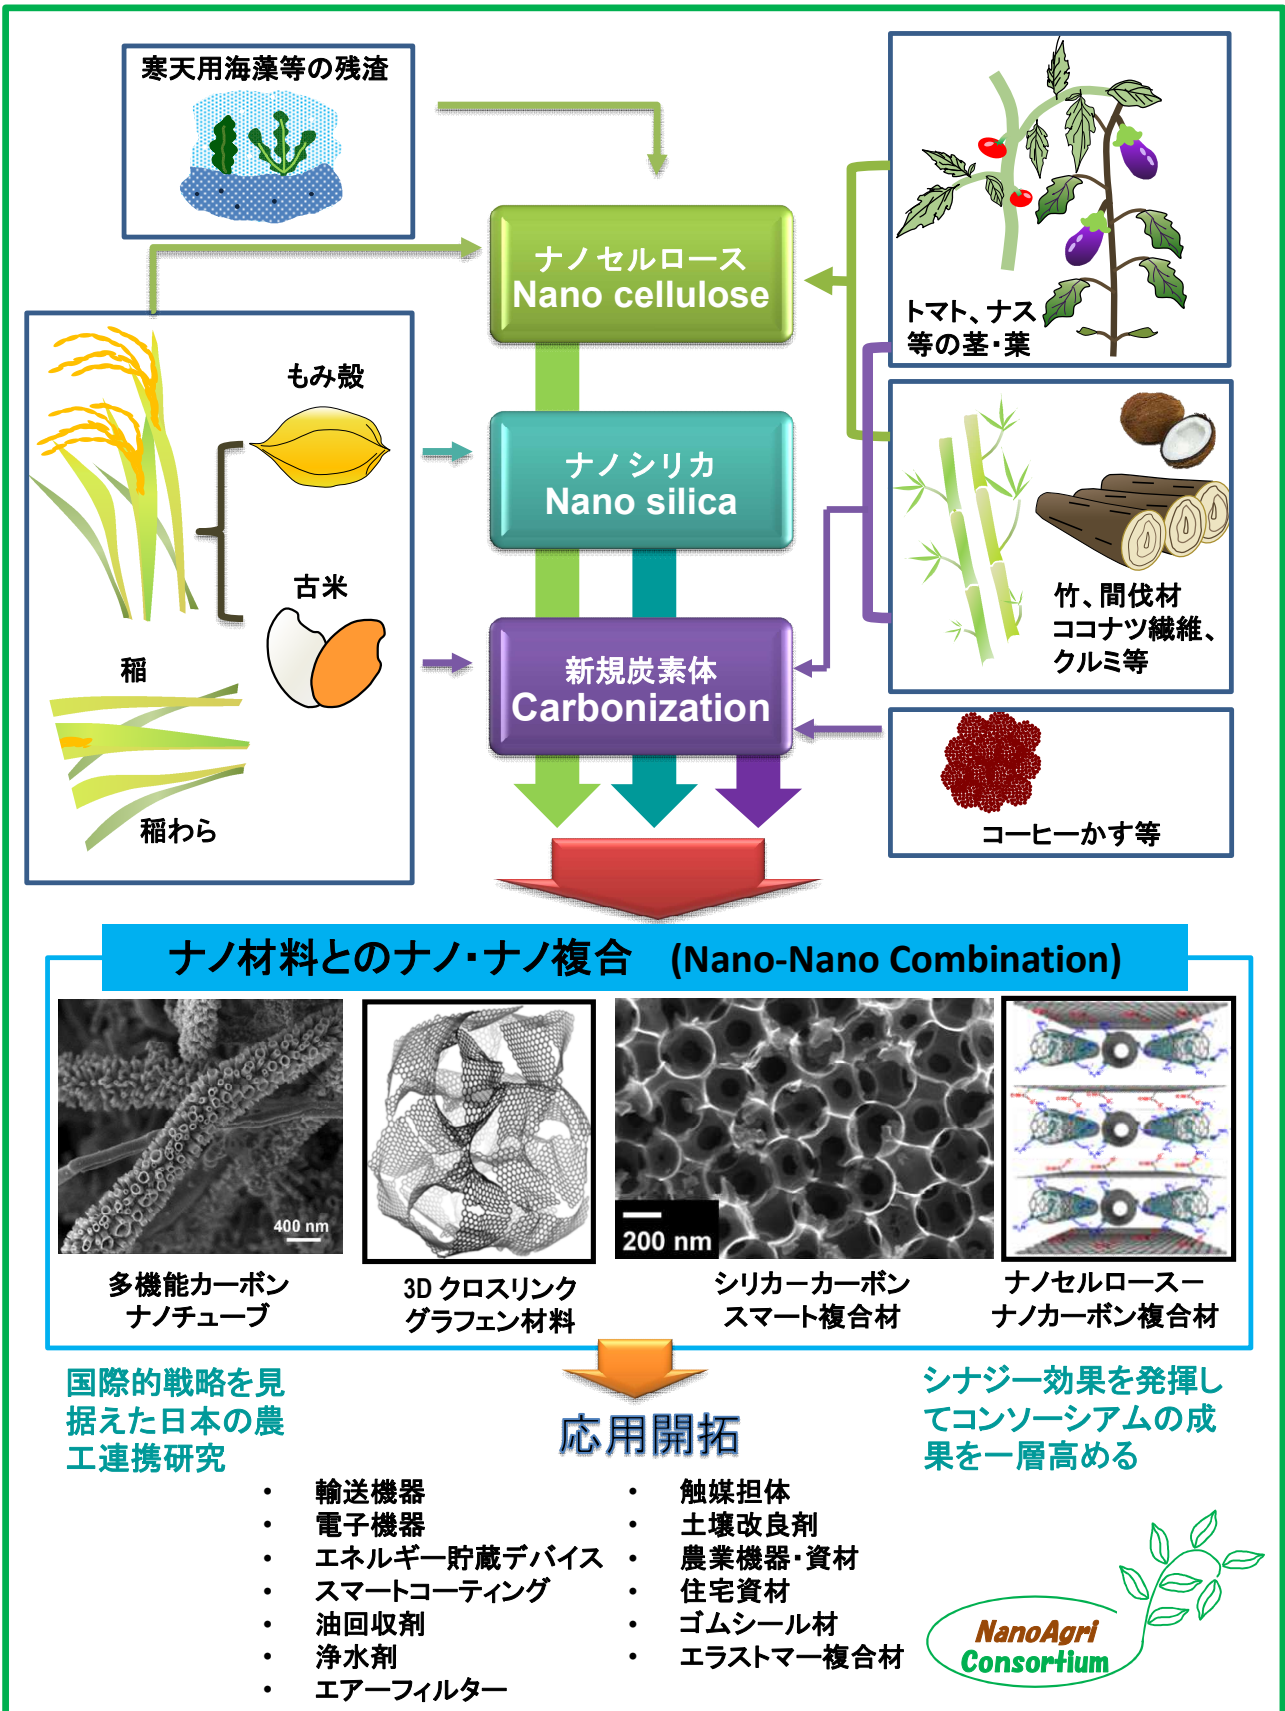 寒天用海藻等の残渣
ナノセルロース
Nano cellulose
トマト、ナス
等の茎・葉
もみ殻
ナノシリカ
Nano silica
古米
竹、間伐材
ココナツ繊維、
クルミ等
稲
新規炭素体
Carbonization
稲わら
コーヒーかす等
ナノ材料とのナノ・ナノ複合 (Nano-Nano Combination)
400 nm
200 nm
多機能カーボン
ナノチューブ
3D クロスリンク
グラフェン材料
シリカーカーボン
スマート複合材
ナノセルロースー
ナノカーボン複合材
国際的戦略を見
据えた日本の農
工連携研究
応用開拓
シナジー効果を発揮し
てコンソーシアムの成
果を一層高める
• 輸送機器
• 電子機器
• エネルギー貯蔵デバイス
• スマートコーティング
• 油回収剤
• 浄水剤
• エアーフィルター
• 触媒担体
• 土壌改良剤
• 農業機器・資材
• 住宅資材
• ゴムシール材
• エラストマー複合材
NanoAgri
Consortium